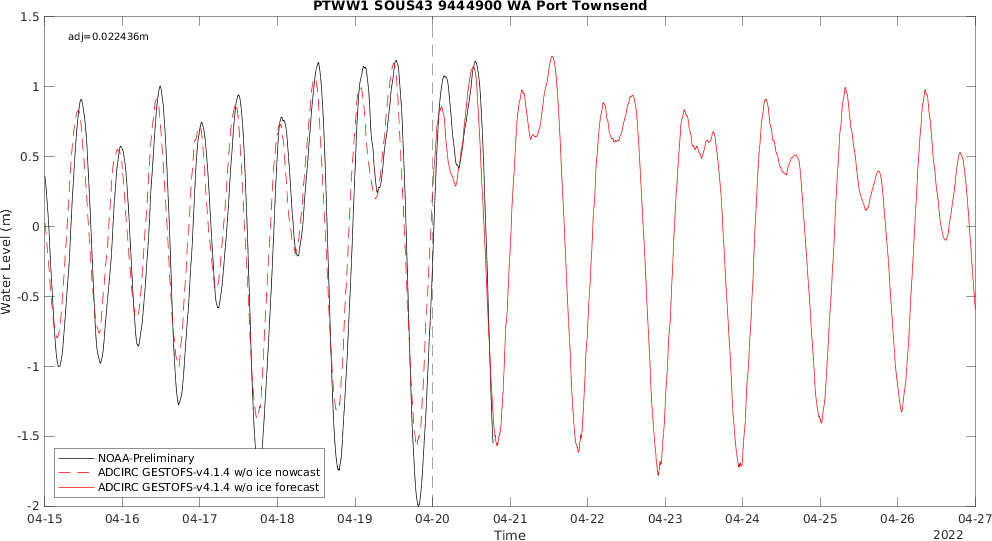 PTWW1 SOUS43 9444900 WA Port Townsend
adj=0.022436m
1.5
1
0.5
0
-0.5
-1
-1.5
-2
Water Level (m)
NOAA-Preliminary
ADCIRC GESTOFS-v4.1.4 w/o ice nowcast
ADCIRC GESTOFS-v4.1.4 w/o ice forecast
04-15 04-16 04-17 04-18 04-19 04-20 04-21 04-22 04-23 04-24 04-25 04-26 04-27
Time
2022